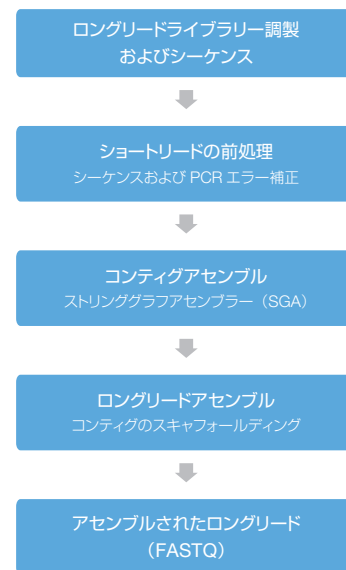 ロングリードライブラリー調製
およびシーケンス
ショートリードの前処理
シーケンスおよび PCR エラー補正
コンティグアセンブル
ストリンググラフアセンブラー（SGA）
ロングリードアセンブル
コンティグのスキャフォールディング
アセンブルされたロングリード
（FASTQ）